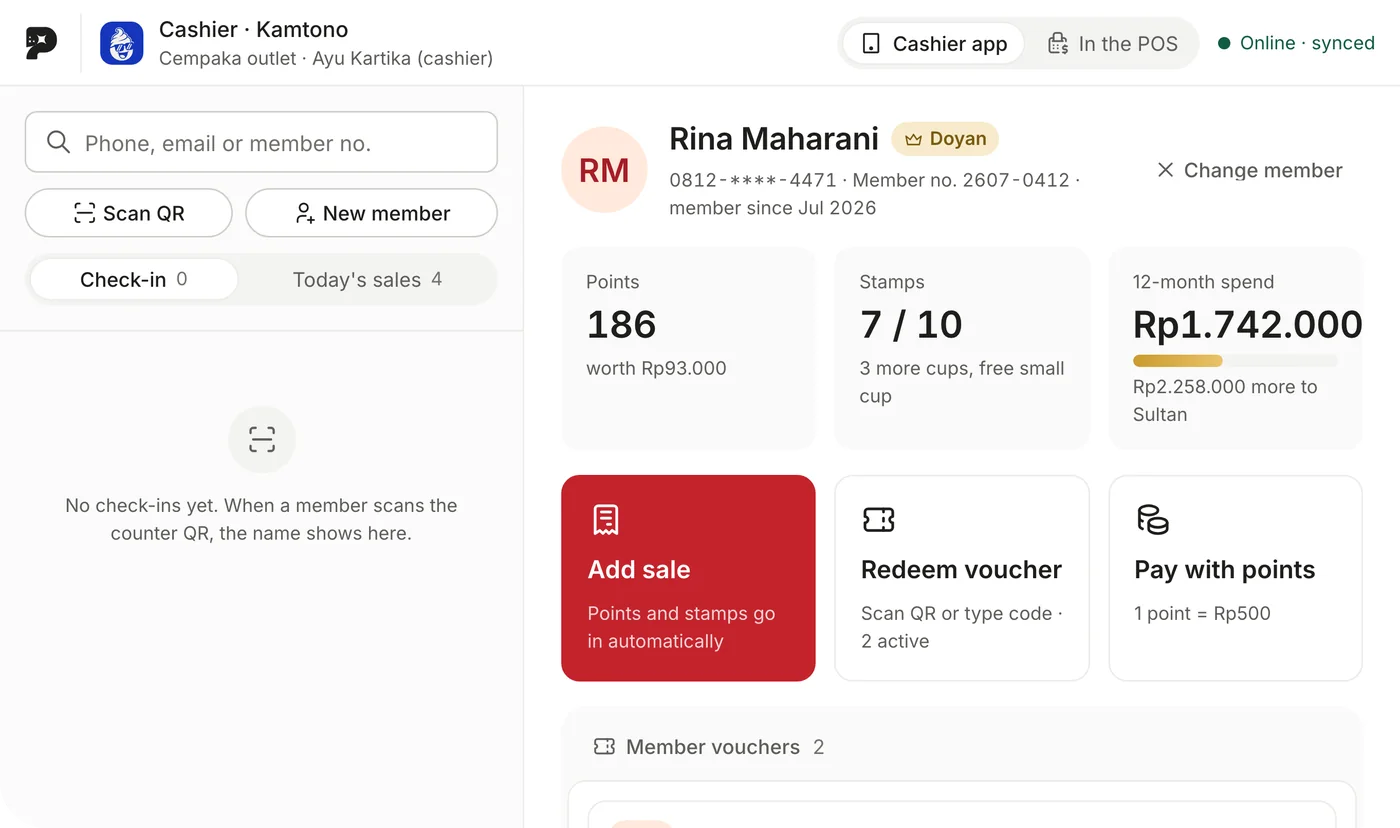 Cashier · Kamtono
Cempaka outlet · Ayu Kartika (cashier)
Cashier app
In the POS
Online · synced
Phone, email or member no.
Scan QR
New member
Check-in 0
Today's sales 4
No check-ins yet. When a member scans the
counter QR, the name shows here.
RM
Rina Maharani
Doyan
0812-****-4471 · Member no. 2607-0412 ·
member since Jul 2026
Change member
Points
186
worth Rp93.000
Stamps
7 / 10
3 more cups, free small
cup
12-month spend
Rp1.742.000
Rp2.258.000 more to
Sultan
Add sale
Points and stamps go
in automatically
Redeem voucher
Scan QR or type code ·
2 active
Pay with points
1 point = Rp500
Member vouchers 2